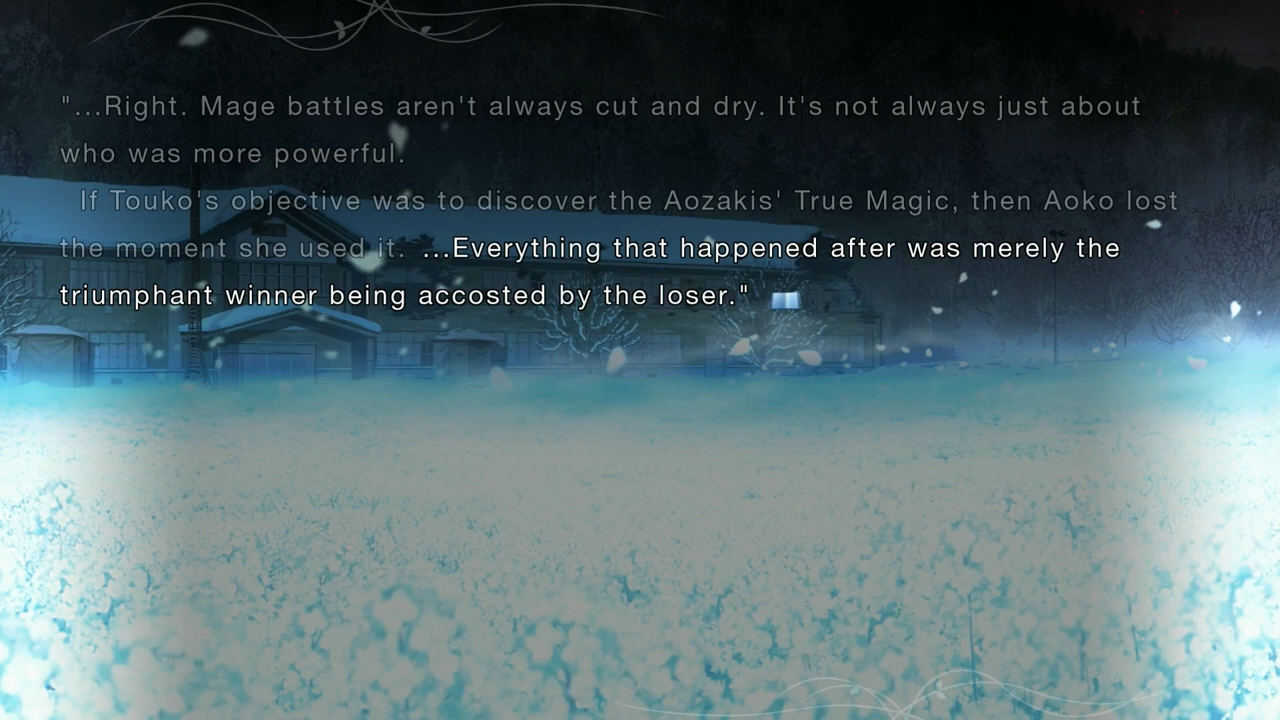 "...Right. Mage battles aren't always cut and dry. It's not always just about
who was more powerful.
If Touko's objective was to discover the Aozakis' True Magic, then Aoko lost
the moment she used it. ...Everything that happened after was merely the
triumphant winner being accosted by the loser."